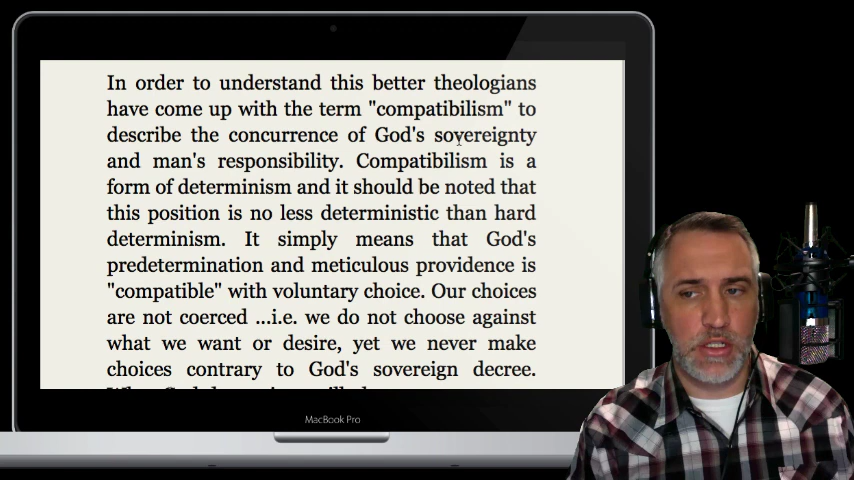 In order to understand this better theologians
have come up with the term "compatibilism" to
describe the concurrence of God's sovereignty
and man's responsibility. Compatibilism is a
form of determinism and it should be noted that
this position is no less deterministic than hard
determinism. It simply means that God's
predetermination and meticulous providence is
"compatible" with voluntary choice. Our choices
are not coerced ...i.e. we do not choose against
what we want or desire, yet we never make
choices contrary to God's sovereign decree.
MacBook Pro